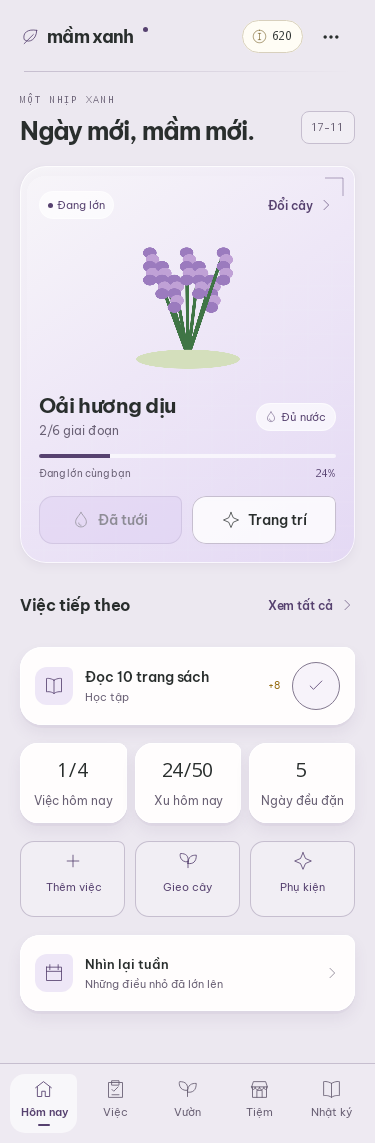 mầm xanh
620
MỘT NHỊP XANH
Ngày mới, mầm mới.
17–11
Đang lớn
Đổi cây
Oải hương dịu
2/6 giai đoạn
Đủ nước
Đang lớn cùng bạn
24%
Đã tưới
Trang trí
Việc tiếp theo
Xem tất cả
Đọc 10 trang sách
Học tập
+8
1/4
Việc hôm nay
24/50
Xu hôm nay
5
Ngày đều đặn
Thêm việc
Gieo cây
Phụ kiện
Nhìn lại tuần
Những điều nhỏ đã lớn lên
Hôm nay
Việc
Vườn
Tiệm
Nhật ký